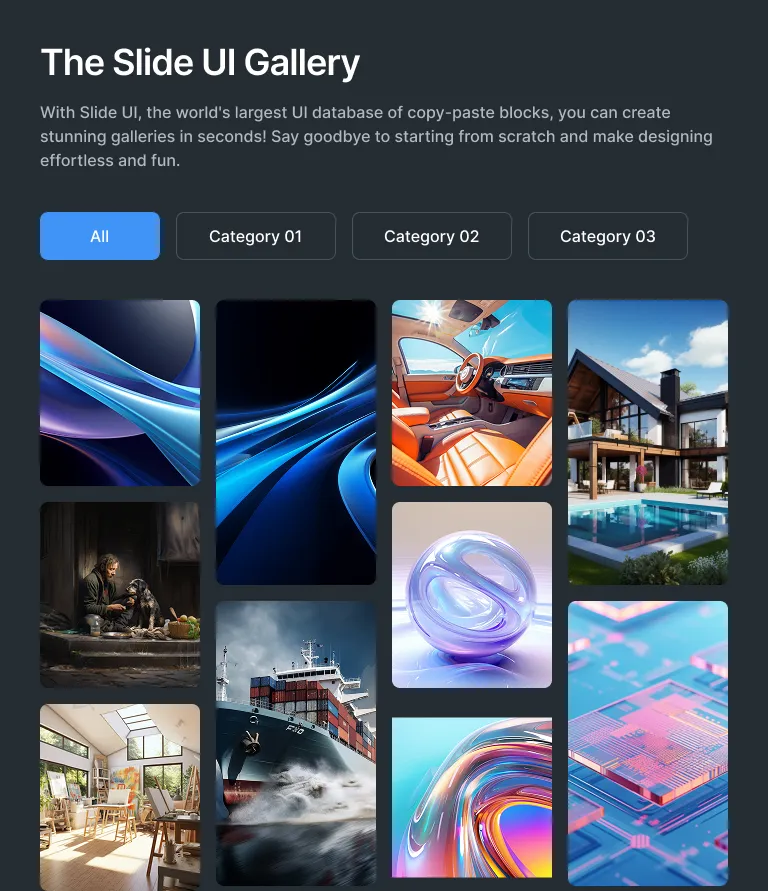 The Slide UI Gallery
With Slide UI, the world's largest UI database of copy-paste blocks, you can create
stunning galleries in seconds! Say goodbye to starting from scratch and make designing
effortless and fun.
All
Category 01
Category 02
Category 03